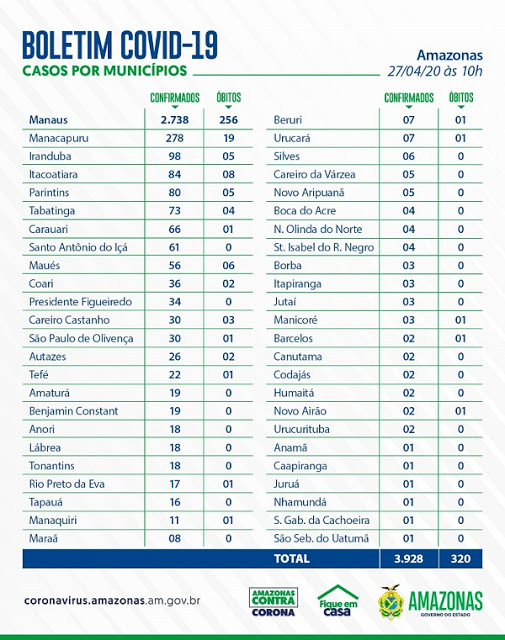 BOLETIM COVID-19
CASOS POR MUNICÍPIOS
Amazonas
27/04/20 às 10h
CONFIRMADOS ÓBITOS
Manaus 2.738 256
Manacapuru 278 19
Iranduba 98 05
Itacoatiara 84 08
Parintins 80 05
Tabatinga 73 04
Carauari 66 01
Santo Antônio do Içá 61 0
Maués 56 06
Coari 36 02
Presidente Figueiredo 34 0
Careiro Castanho 30 03
São Paulo de Olivença 30 01
Autazes 26 02
Tefé 22 01
Amaturá 19 0
Benjamin Constant 19 0
Anori 18 0
Lábrea 18 0
Tonantins 18 0
Rio Preto da Eva 17 01
Tapauá 16 0
Manaquiri 11 01
Maraã 08 0
CONFIRMADOS ÓBITOS
Beruri 07 01
Urucará 07 01
Silves 06 0
Careiro da Várzea 05 0
Novo Aripuanã 05 0
Boca do Acre 04 0
N. Olinda do Norte 04 0
St. Isabel do R. Negro 04 0
Borba 03 0
Itapiranga 03 0
Jutaí 03 0
Manicoré 03 01
Barcelos 02 01
Canutama 02 0
Codajás 02 0
Humaitá 02 0
Novo Airão 02 01
Urucurituba 02 0
Anamã 01 0
Caapiranga 01 0
Juruá 01 0
Nhamundá 01 0
S. Gab. da Cachoeira 01 0
São Seb. do Uatumã 01 0
TOTAL 3.928 320
coronavirus.amazonas.am.gov.br
AMAZONAS
CONTRA
CORONA
Fique em
CASA
AMAZONAS
GOVERNO DO ESTADO